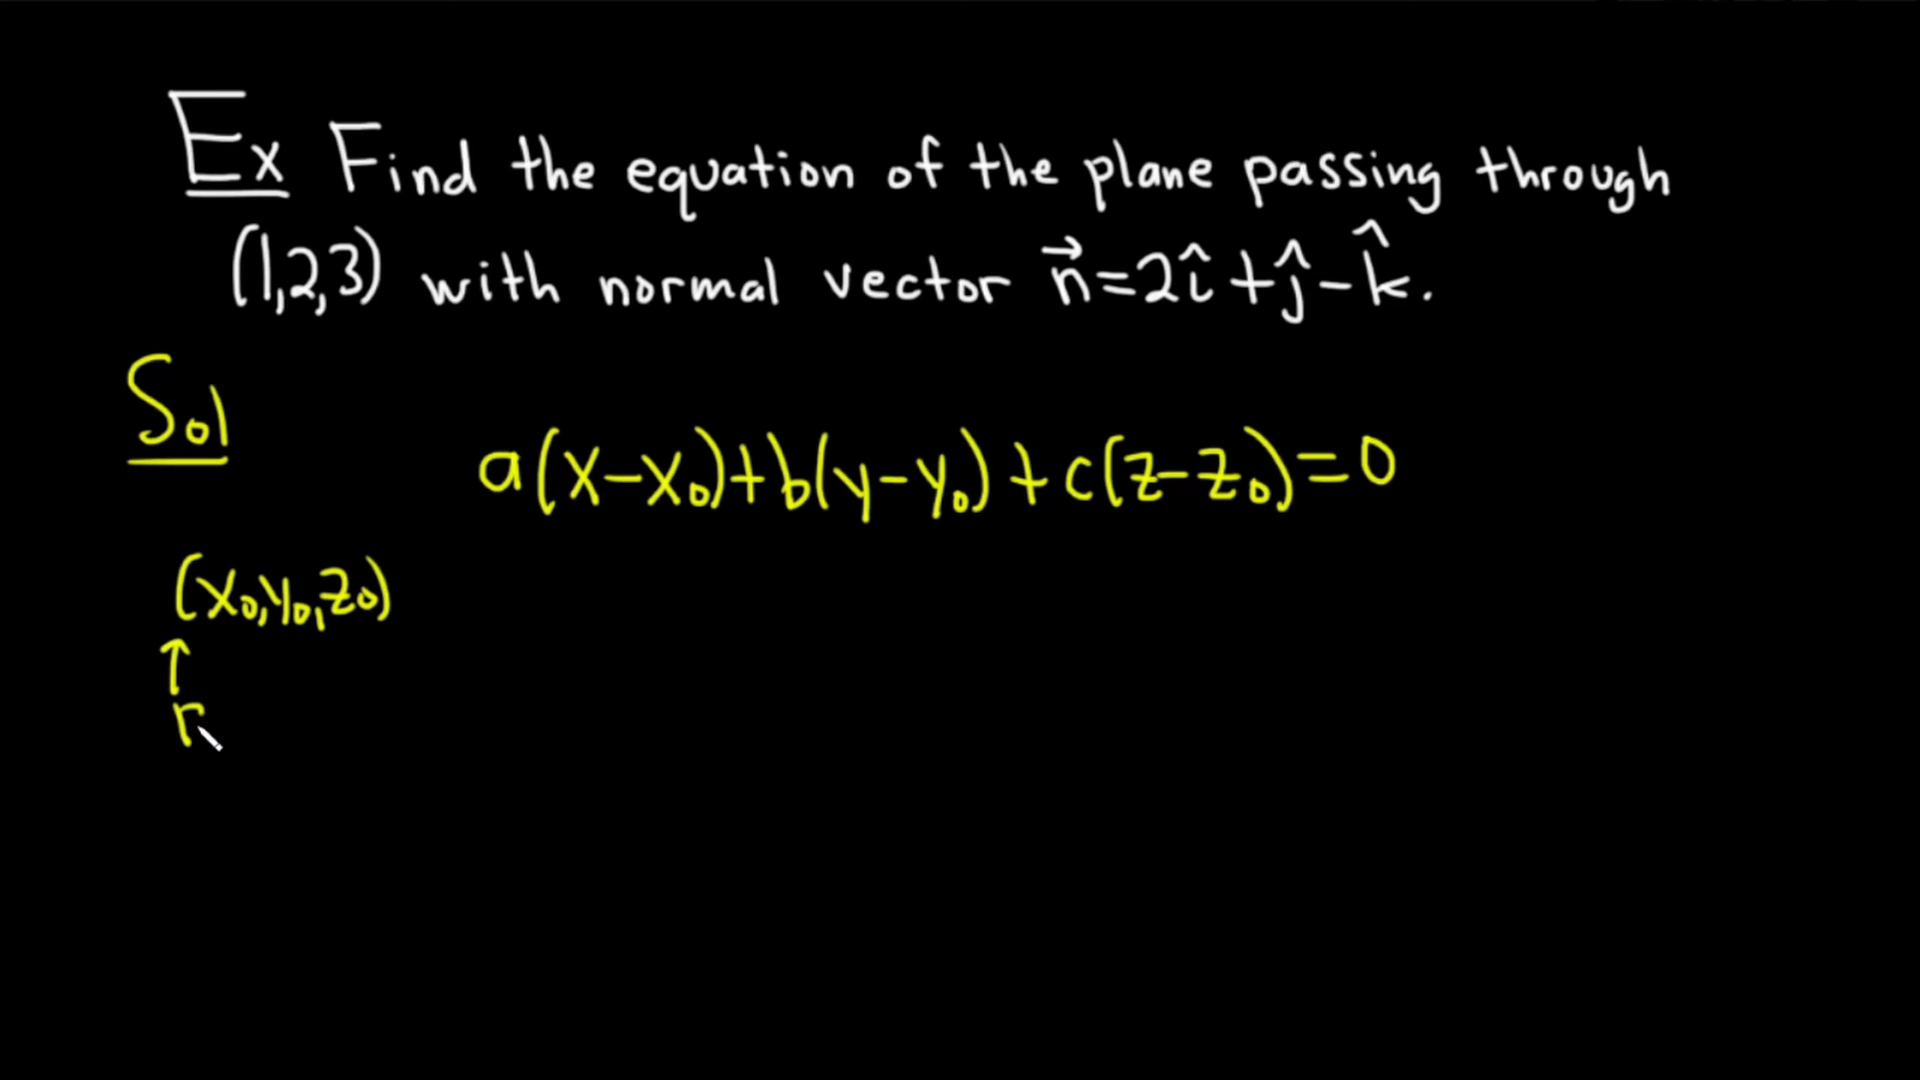 Ex Find the equation of the plane passing through
(1,2,3) with normal vector n⃗=2î+ĵ-k̂.
Sol
a(x-x₀)+b(y-y₀)+c(z-z₀)=0
(x₀,y₀,z₀)
↑
r